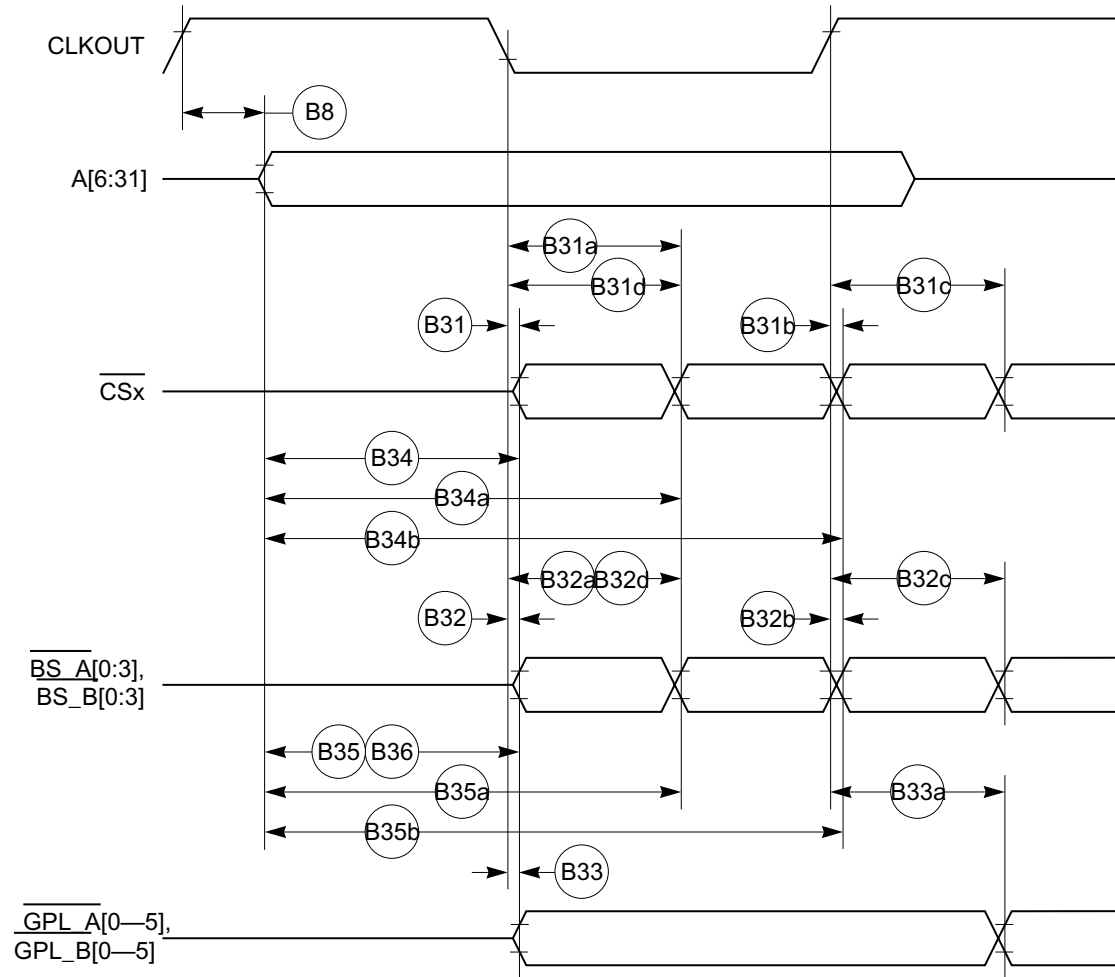 CLKOUT
B8
A[6:31]
B31a
B31d
B31c
B31
B31b
CSx
B34
B34a
B34b
B32a B32d
B32c
B32
B32b
BS_A[0:3],
BS_B[0:3]
B35 B36
B35a
B33a
B35b
B33
GPL_A[0—5],
GPL_B[0—5]